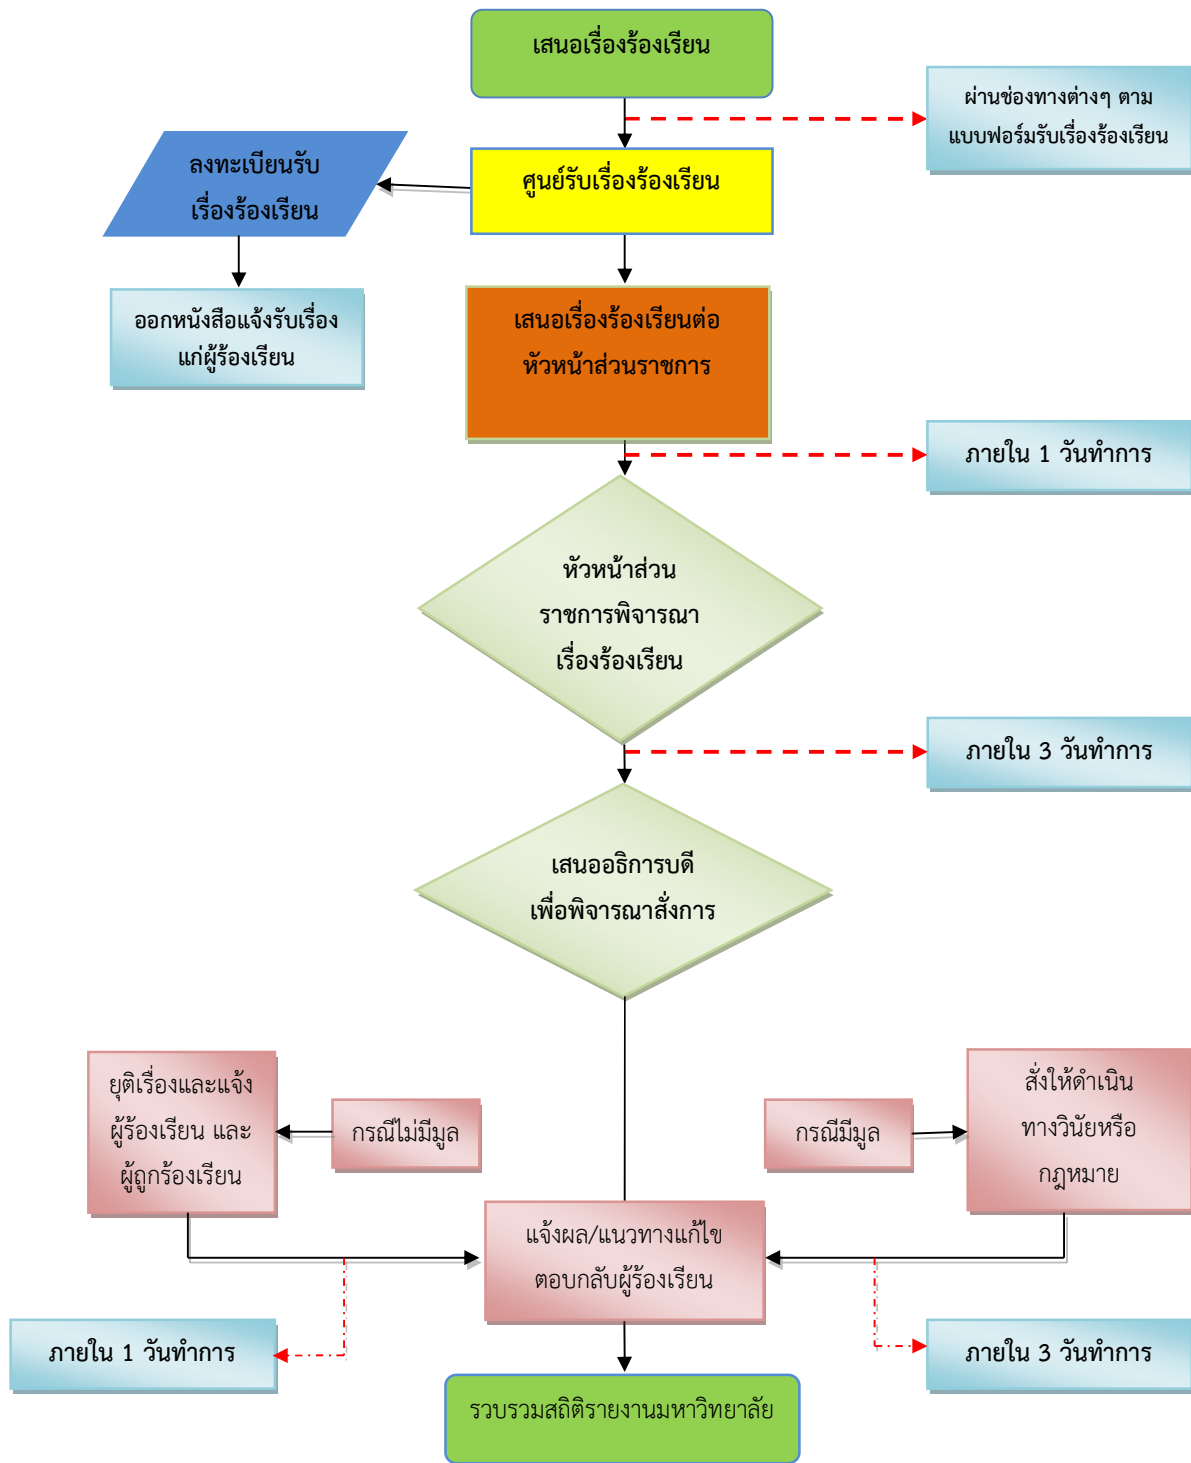 เสนอเรื่องร้องเรียน
ผ่านช่องทางต่างๆ ตาม
แบบฟอร์มรับเรื่องร้องเรียน
ลงทะเบียนรับ
เรื่องร้องเรียน
ศูนย์รับเรื่องร้องเรียน
ออกหนังสือแจ้งรับเรื่อง
แก่ผู้ร้องเรียน
เสนอเรื่องร้องเรียนต่อ
หัวหน้าส่วนราชการ
ภายใน 1 วันทำการ
หัวหน้าส่วน
ราชการพิจารณา
เรื่องร้องเรียน
ภายใน 3 วันทำการ
เสนออธิการบดี
เพื่อพิจารณาสั่งการ
ยุติเรื่องและแจ้ง
ผู้ร้องเรียน และ
ผู้ถูกร้องเรียน
กรณีไม่มีมูล
กรณีมีมูล
สั่งให้ดำเนิน
ทางวินัยหรือ
กฎหมาย
แจ้งผล/แนวทางแก้ไข
ตอบกลับผู้ร้องเรียน
ภายใน 1 วันทำการ
ภายใน 3 วันทำการ
รวบรวมสถิติรายงานมหาวิทยาลัย